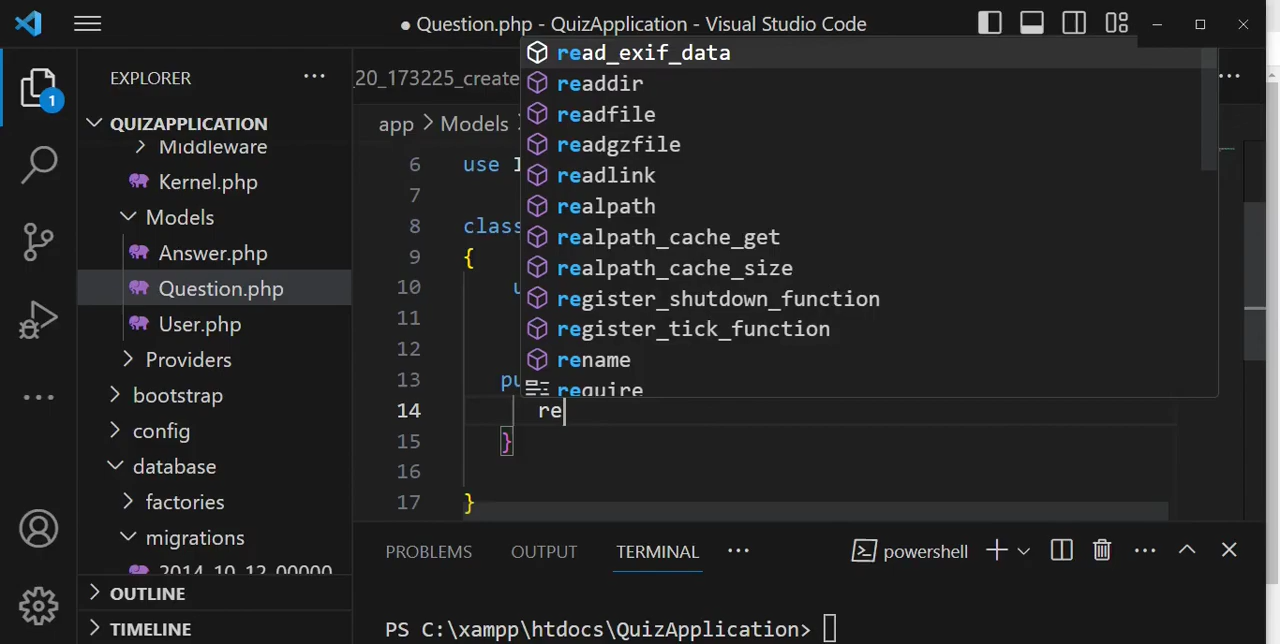 ● Question.php - QuizApplication - Visual Studio Code
EXPLORER
1
QUIZAPPLICATION
Middleware
Kernel.php
Models
Answer.php
Question.php
User.php
Providers
bootstrap
config
database
factories
migrations
2014_10_12_00000
OUTLINE
TIMELINE
20_173225_create
app > Models
6 use
7
8 class
9 {
10
11
12
13 pu
14 re
15 }
16
17 }
read_exif_data
readdir
readfile
readgzfile
readlink
realpath
realpath_cache_get
realpath_cache_size
register_shutdown_function
register_tick_function
rename
require
PROBLEMS OUTPUT TERMINAL ··· powershell
PS C:\xampp\htdocs\QuizApplication>